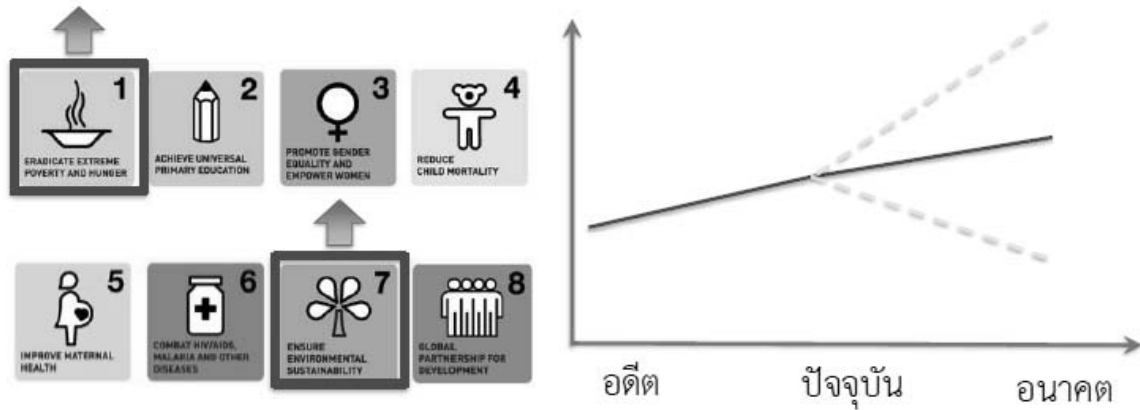 1
ERADICATE EXTREME
POVERTY AND HUNGER
2
ACHIEVE UNIVERSAL
PRIMARY EDUCATION
3
PROMOTE GENDER
EQUALITY AND
EMPOWER WOMEN
4
REDUCE
CHILD MORTALITY
5
IMPROVE MATERNAL
HEALTH
6
COMBAT HIV/AIDS,
MALARIA AND OTHER
DISEASES
7
ENSURE
ENVIRONMENTAL
SUSTAINABILITY
8
GLOBAL
PARTNERSHIP FOR
DEVELOPMENT
อดีต ปัจจุบัน อนาคต